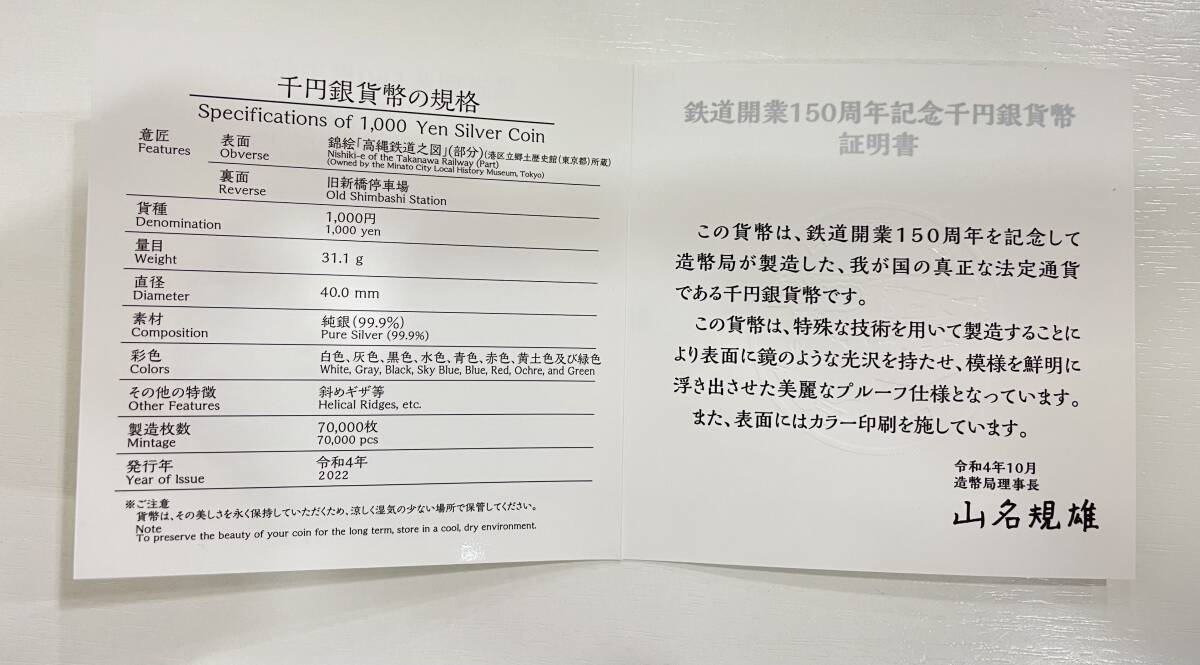 千円銀貨幣の規格
Specifications of 1,000 Yen Silver Coin
意匠
Features
表面
Obverse
錦絵「高縄鉄道之図」(部分)(港区立郷土歴史館(東京都)所蔵)
Nishiki-e of the Takanawa Railway (Part)
(Owned by the Minato City Local History Museum, Tokyo)
裏面
Reverse
旧新橋停車場
Old Shimbashi Station
貨種
Denomination
1,000円
1,000 yen
量目
Weight
31.1 g
直径
Diameter
40.0 mm
素材
Composition
純銀(99.9%)
Pure Silver (99.9%)
彩色
Colors
白色、灰色、黒色、水色、青色、赤色、黄土色及び緑色
White, Gray, Black, Sky Blue, Blue, Red, Ochre, and Green
その他の特徴
Other Features
斜めギザ等
Helical Ridges, etc.
製造枚数
Mintage
70,000枚
70,000 pcs
発行年
Year of Issue
令和4年
2022
※ご注意
貨幣は、その美しさを永く保持していただくため、涼しく湿気の少ない場所で保管してください。
Note
To preserve the beauty of your coin for the long term, store in a cool, dry environment.
鉄道開業150周年記念千円銀貨幣
証明書
この貨幣は、鉄道開業150周年を記念して
造幣局が製造した、我が国の真正な法定通貨
である千円銀貨幣です。
この貨幣は、特殊な技術を用いて製造することに
より表面に鏡のような光沢を持たせ、模様を鮮明に
浮き出させた美麗なプルーフ仕様となっています。
また、表面にはカラー印刷を施しています。
令和4年10月
造幣局理事長
山名規雄